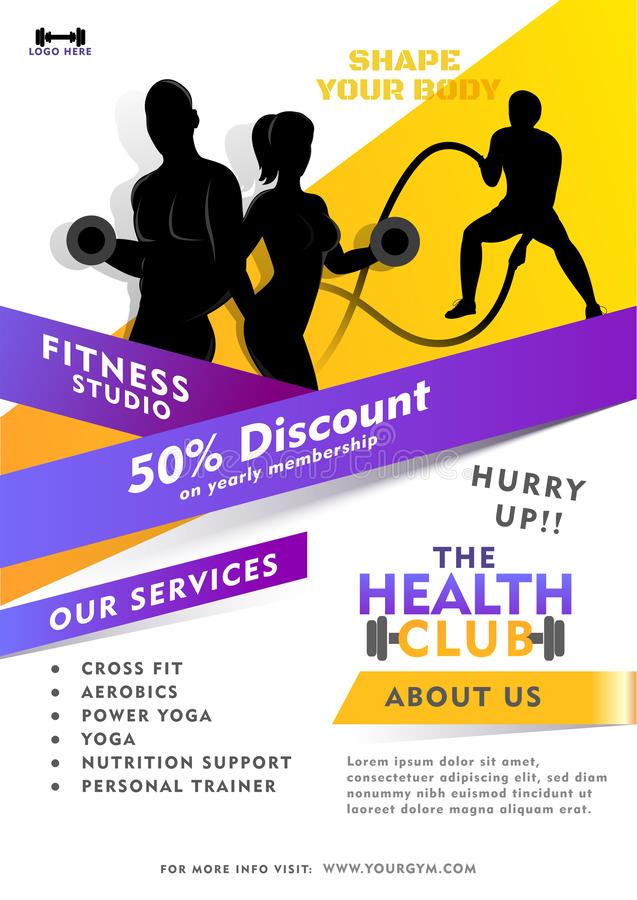 LOGO HERE
SHAPE
YOUR BODY
FITNESS
STUDIO
50% Discount
on yearly membership
dreamstime.com
HURRY
UP!!
THE
HEALTH
CLUB
OUR SERVICES
● CROSS FIT
● AEROBICS
● POWER YOGA
● YOGA
● NUTRITION SUPPORT
● PERSONAL TRAINER
ABOUT US
Lorem ipsum dolor sit amet,
consectetuer adipiscing elit, sed diam
nonummy nibh euismod tincidunt ut
laoreet dolore magna aliquam erat.
FOR MORE INFO VISIT: WWW.YOURGYM.COM